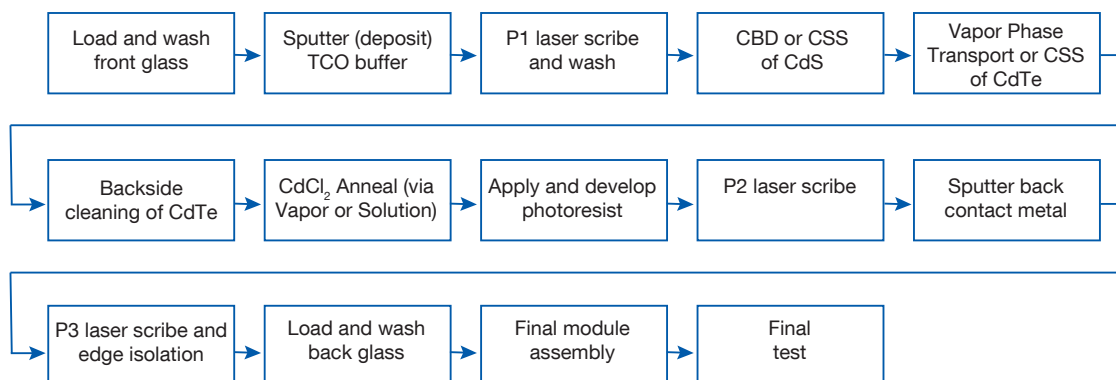 Load and wash
front glass
Sputter (deposit)
TCO buffer
P1 laser scribe
and wash
CBD or CSS
of CdS
Vapor Phase
Transport or CSS
of CdTe
Backside
cleaning of CdTe
CdCl₂ Anneal (via
Vapor or Solution)
Apply and develop
photoresist
P2 laser scribe
Sputter back
contact metal
P3 laser scribe and
edge isolation
Load and wash
back glass
Final module
assembly
Final
test